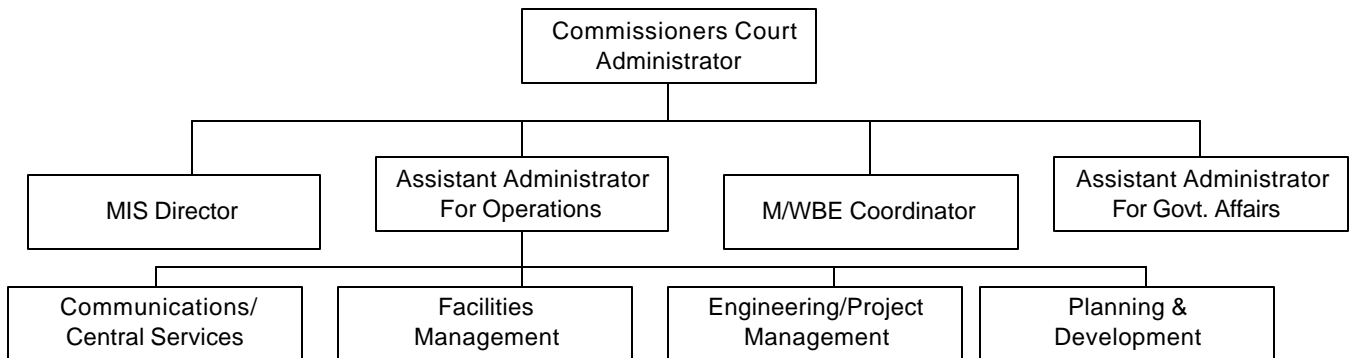 Commissioners Court
Administrator
MIS Director
Assistant Administrator
For Operations
M/WBE Coordinator
Assistant Administrator
For Govt. Affairs
Communications/
Central Services
Facilities
Management
Engineering/Project
Management
Planning &
Development